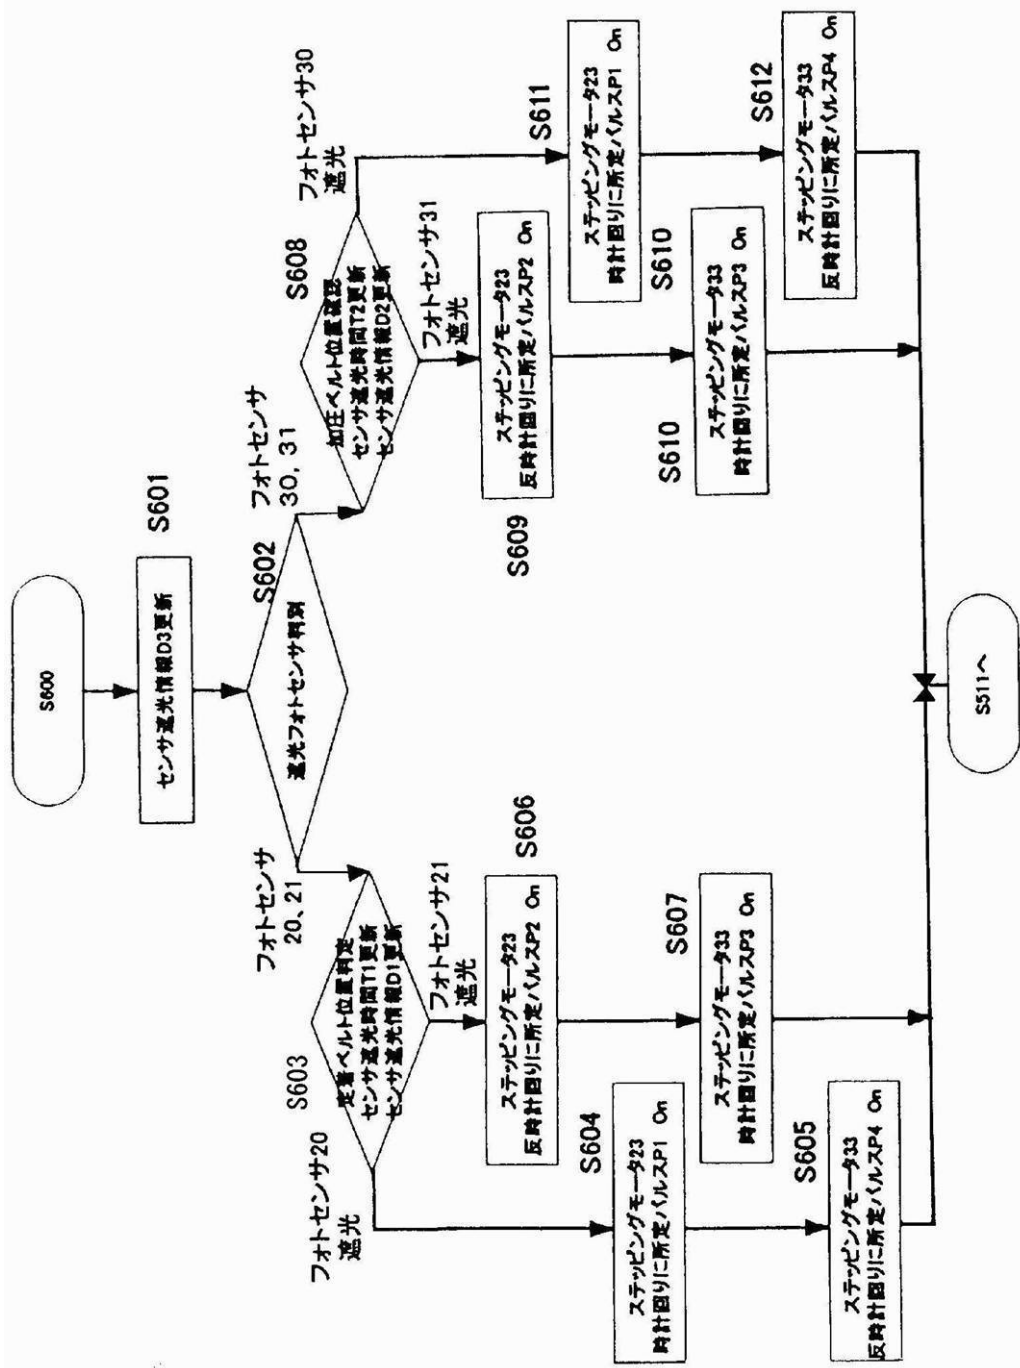 S600
S601
センサ遮光情報D3更新
S602
遮光フォトセンサ判別
フォトセンサ
20、21
フォトセンサ
30, 31
S603
定着ベルト位置判定
センサ遮光時間T1更新
センサ遮光情報D1更新
フォトセンサ20
遮光
フォトセンサ21
遮光
S604
ステッピングモータ23
時計回りに所定パルスP1 On
S605
ステッピングモータ33
反時計回りに所定パルスP4 On
S606
ステッピングモータ23
反時計回りに所定パルスP2 On
S607
ステッピングモータ33
時計回りに所定パルスP3 On
S608
加圧ベルト位置確認
センサ遮光時間T2更新
センサ遮光情報D2更新
フォトセンサ31
遮光
フォトセンサ30
遮光
S609
ステッピングモータ23
反時計回りに所定パルスP2 On
S610
S610
ステッピングモータ33
時計回りに所定パルスP3 On
S611
ステッピングモータ23
時計回りに所定パルスP1 On
S612
ステッピングモータ33
反時計回りに所定パルスP4 On
S511へ